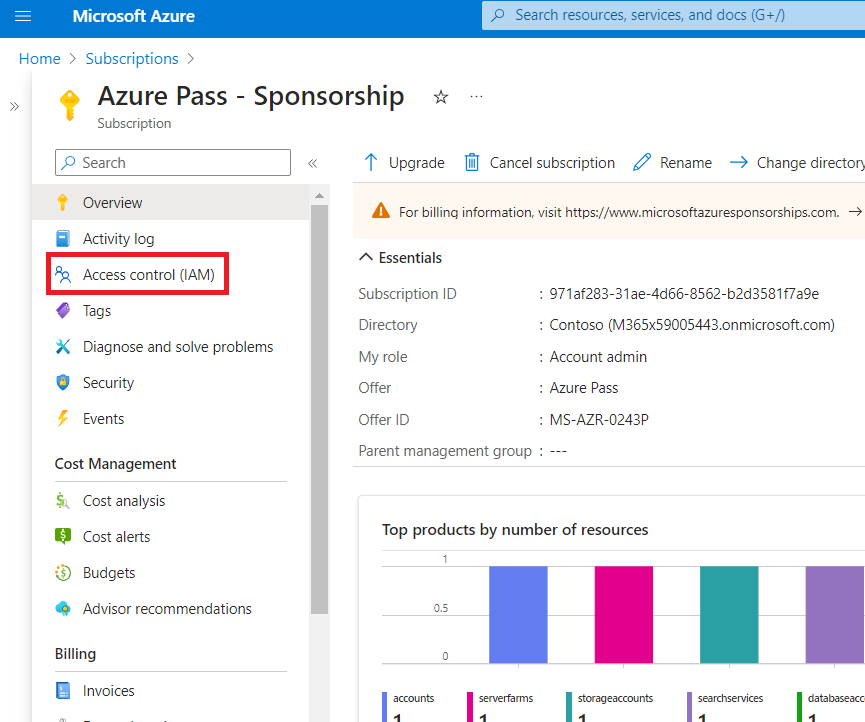 Microsoft Azure
Search resources, services, and docs (G+/)
Home > Subscriptions >
Azure Pass - Sponsorship
Subscription
Search
Upgrade
Cancel subscription
Rename
Change directory
Overview
Activity log
Access control (IAM)
Tags
Diagnose and solve problems
Security
Events
Cost Management
Cost analysis
Cost alerts
Budgets
Advisor recommendations
Billing
Invoices
For billing information, visit https://www.microsoftazuresponsorships.com.
Essentials
Subscription ID : 971af283-31ae-4d66-8562-b2d3581f7a9e
Directory : Contoso (M365x59005443.onmicrosoft.com)
My role : Account admin
Offer : Azure Pass
Offer ID : MS-AZR-0243P
Parent management group : ---
Top products by number of resources
1
0.5
0
accounts
1
serverfarms
1
storageaccounts
1
searchservices
1
databaseacc
1